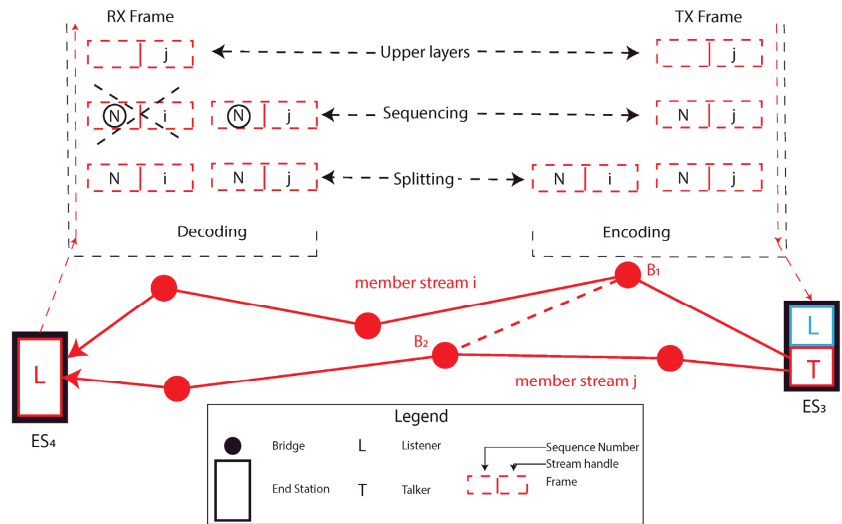 RX Frame
TX Frame
j
Upper layers
j
N i
N j
Sequencing
N j
N i
N j
Splitting
N i
N j
Decoding
Encoding
member stream i
B1
B2
member stream j
L
ES4
L
T
ES3
Legend
Bridge
L
Listener
Sequence Number
Stream handle
Frame
End Station
T
Talker